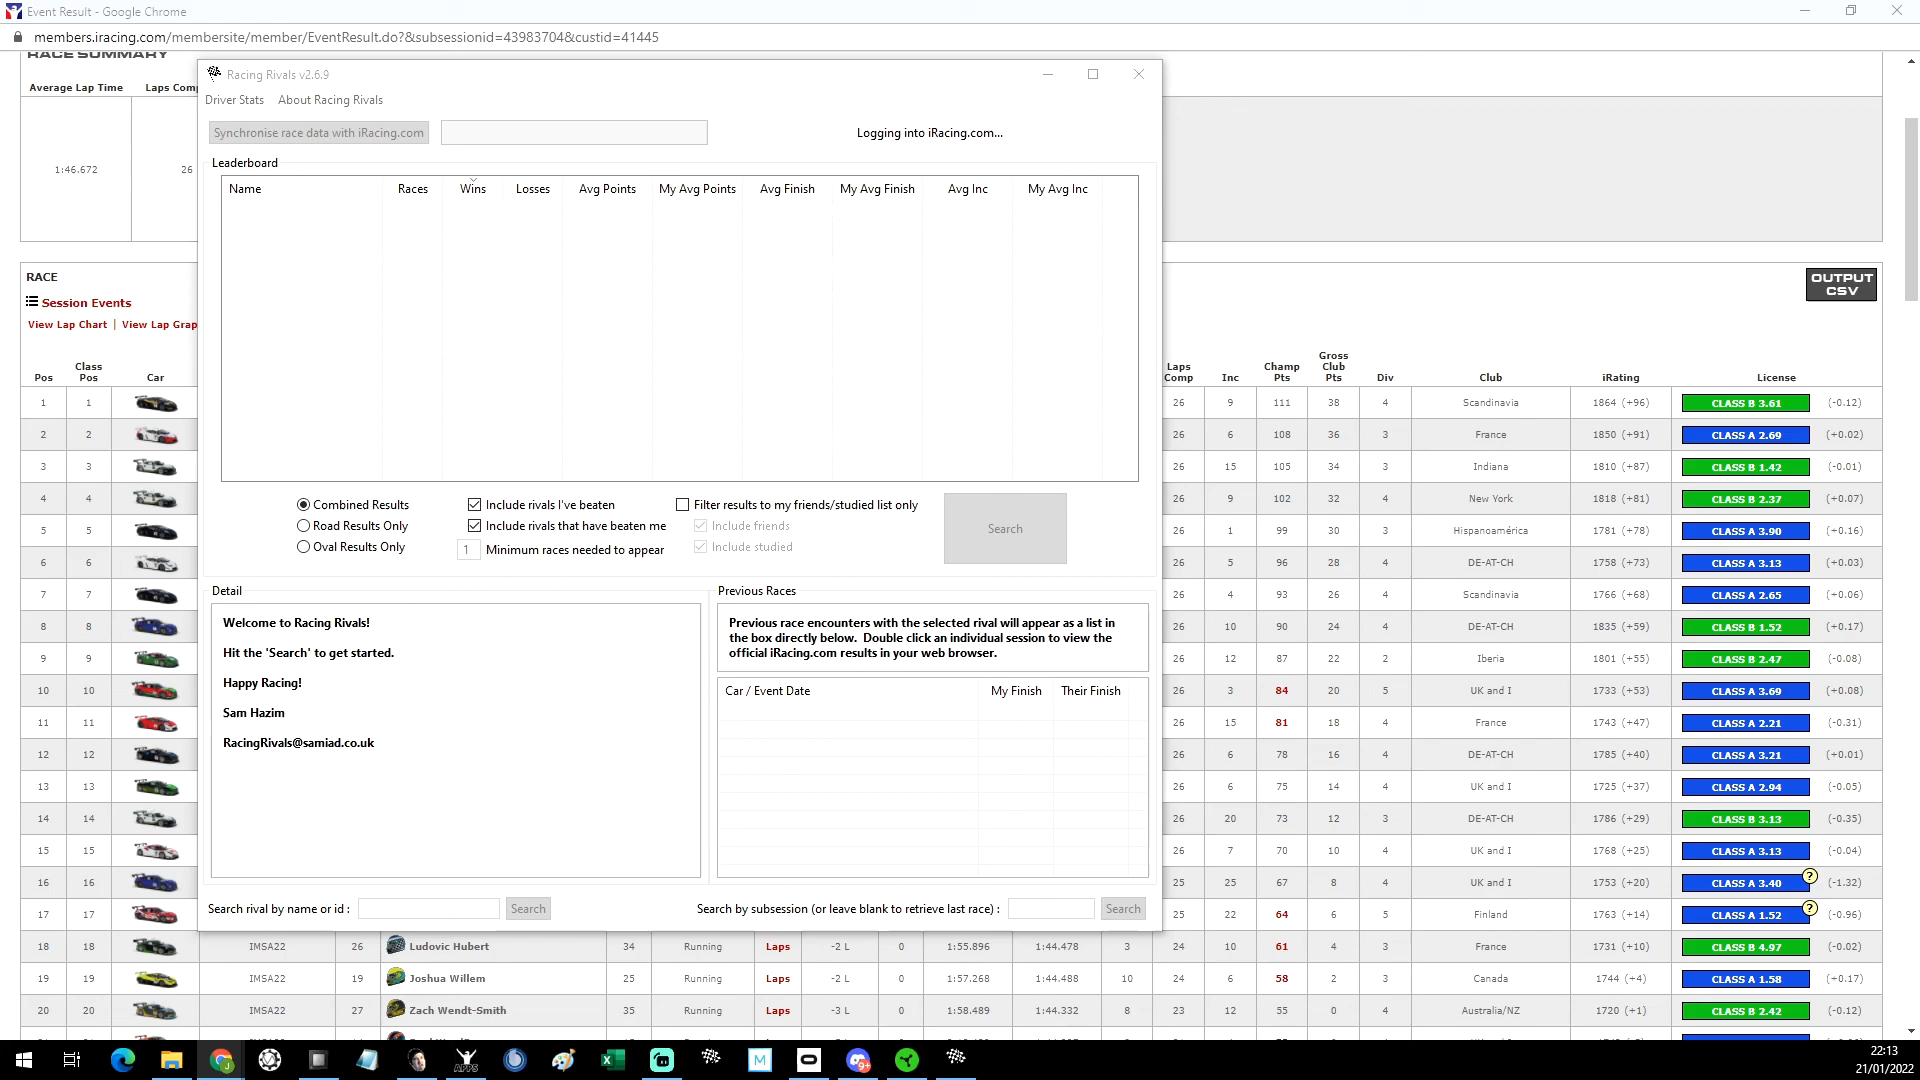 Event Result - Google Chrome
members.iracing.com/membersite/member/EventResult.do?&subsessionid=43983704&custid=41445
RACE SUMMARY
Average Lap Time Laps Comp
1:46.672 26
RACE
Session Events
View Lap Chart | View Lap Grap
OUTPUT CSV
Racing Rivals v2.6.9
Driver Stats About Racing Rivals
Synchronise race data with iRacing.com Logging into iRacing.com...
Leaderboard
Name Races Wins Losses Avg Points My Avg Points Avg Finish My Avg Finish Avg Inc My Avg Inc
Combined Results Include rivals I've beaten Filter results to my friends/studied list only
Road Results Only Include rivals that have beaten me Include friends
Oval Results Only 1 Minimum races needed to appear Include studied
Search
Detail
Welcome to Racing Rivals!
Hit the 'Search' to get started.
Happy Racing!
Sam Hazim
RacingRivals@samiad.co.uk
Previous Races
Previous race encounters with the selected rival will appear as a list in
the box directly below. Double click an individual session to view the
official iRacing.com results in your web browser.
Car / Event Date My Finish Their Finish
Search rival by name or id : Search Search by subsession (or leave blank to retrieve last race) : Search
Pos Class Pos Car Laps Comp Inc Champ Pts Gross Club Pts Div Club iRating License
1 1 26 9 111 38 4 Scandinavia 1864 (+96) CLASS B 3.61 (-0.12)
2 2 26 6 108 36 3 France 1850 (+91) CLASS A 2.69 (+0.02)
3 3 26 15 105 34 3 Indiana 1810 (+87) CLASS B 1.42 (-0.01)
4 4 26 9 102 32 4 New York 1818 (+81) CLASS B 2.37 (+0.07)
5 5 26 1 99 30 3 Hispanoamérica 1781 (+78) CLASS A 3.90 (+0.16)
6 6 26 5 96 28 4 DE-AT-CH 1758 (+73) CLASS A 3.13 (+0.03)
7 7 26 4 93 26 4 Scandinavia 1766 (+68) CLASS A 2.65 (+0.06)
8 8 26 10 90 24 4 DE-AT-CH 1835 (+59) CLASS B 1.52 (+0.17)
9 9 26 12 87 22 2 Iberia 1801 (+55) CLASS B 2.47 (-0.08)
10 10 26 3 84 20 5 UK and I 1733 (+53) CLASS A 3.69 (+0.08)
11 11 26 15 81 18 4 France 1743 (+47) CLASS A 2.21 (-0.31)
12 12 26 6 78 16 4 DE-AT-CH 1785 (+40) CLASS A 3.21 (+0.01)
13 13 26 6 75 14 4 UK and I 1725 (+37) CLASS A 2.94 (-0.05)
14 14 26 20 73 12 3 DE-AT-CH 1786 (+29) CLASS B 3.13 (-0.35)
15 15 26 7 70 10 4 UK and I 1768 (+25) CLASS A 3.13 (-0.04)
16 16 25 25 67 8 4 UK and I 1753 (+20) CLASS A 3.40 ? (-1.32)
17 17 25 22 64 6 5 Finland 1763 (+14) CLASS A 1.52 ? (-0.96)
18 18 IMSA22 26 Ludovic Hubert 34 Running Laps -2 L 0 1:55.896 1:44.478 3 24 10 61 4 3 France 1731 (+10) CLASS B 4.97 (-0.02)
19 19 IMSA22 19 Joshua Willem 25 Running Laps -2 L 0 1:57.268 1:44.488 10 24 6 58 2 3 Canada 1744 (+4) CLASS A 1.58 (+0.17)
20 20 IMSA22 27 Zach Wendt-Smith 35 Running Laps -3 L 0 1:58.489 1:44.332 8 23 12 55 0 4 Australia/NZ 1720 (+1) CLASS B 2.42 (-0.12)
APPS
22:13
21/01/2022